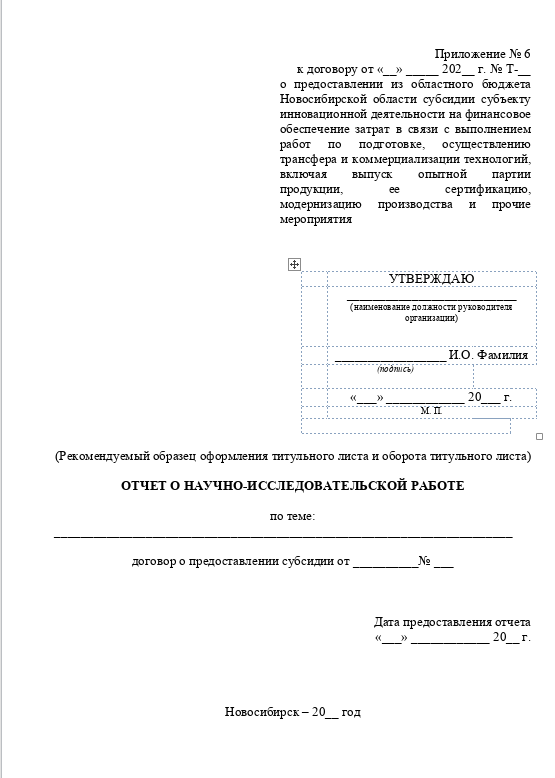 Приложение № 6
к договору от «__» _____ 202__ г. № Т-__
о предоставлении из областного бюджета
Новосибирской области субсидии субъекту
инновационной деятельности на финансовое
обеспечение затрат в связи с выполнением
работ по подготовке, осуществлению
трансфера и коммерциализации технологий,
включая выпуск опытной партии
продукции, ее сертификацию,
модернизацию производства и прочие
мероприятия
УТВЕРЖДАЮ
__________________________
(наименование должности руководителя
организации)
_________________ И.О. Фамилия
(подпись)
«___» ____________ 20___ г.
М. П.
(Рекомендуемый образец оформления титульного листа и оборота титульного листа)
ОТЧЕТ О НАУЧНО-ИССЛЕДОВАТЕЛЬСКОЙ РАБОТЕ
по теме:
______________________________________________________________________
договор о предоставлении субсидии от __________№ ___
Дата предоставления отчета
«___» ____________ 20__ г.
Новосибирск – 20__ год